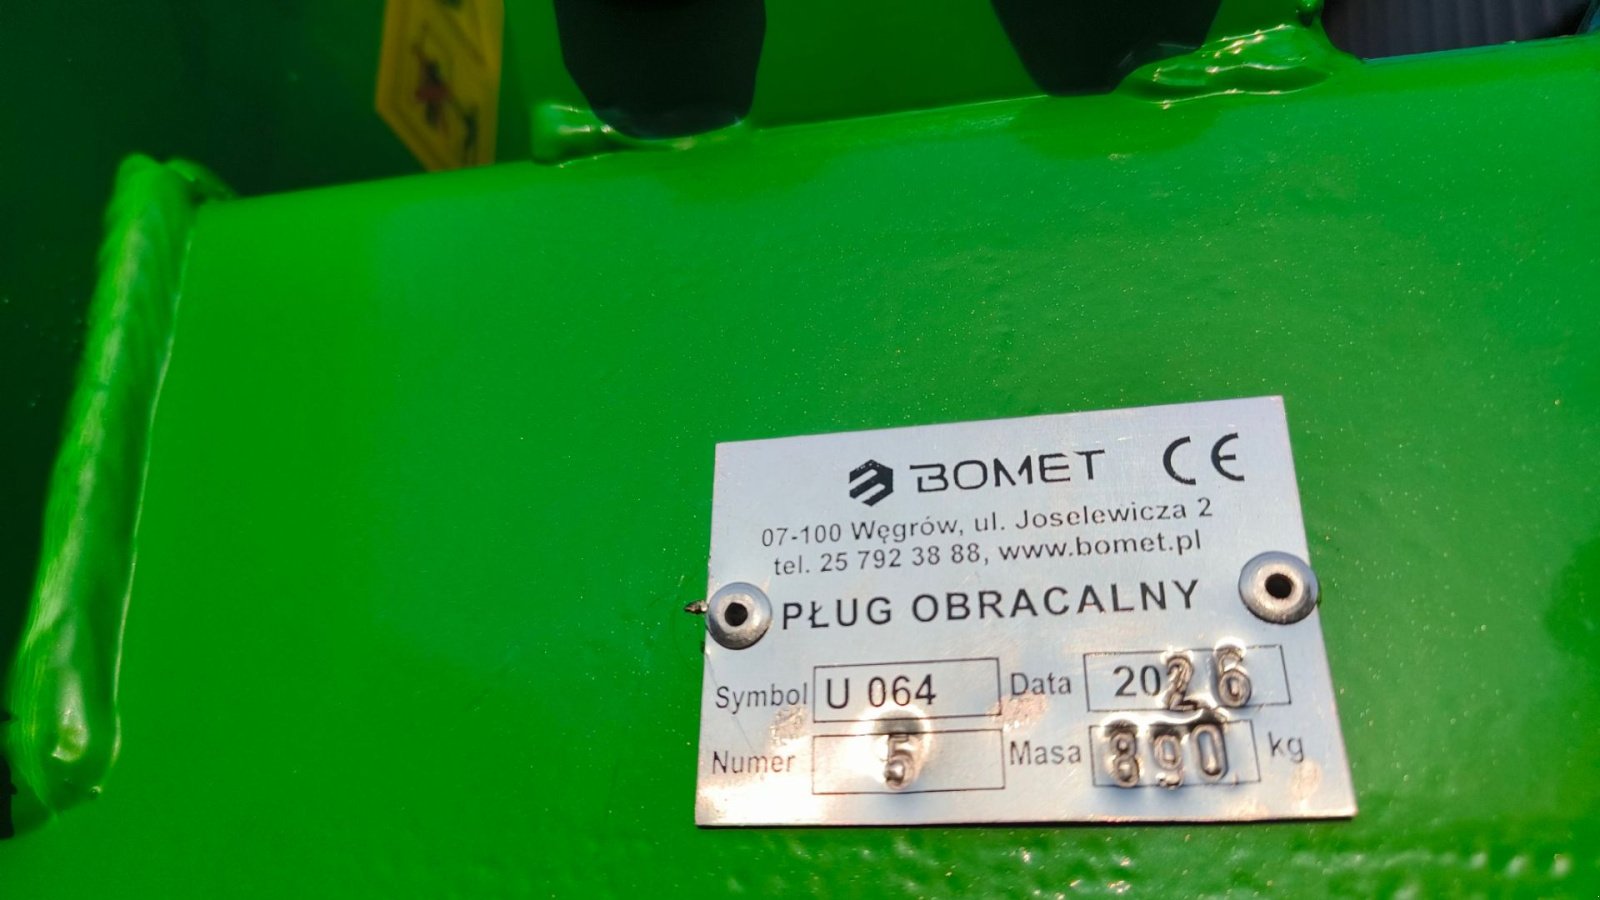 BOMET CE
07-100 Węgrów, ul. Joselewicza 2
tel. 25 792 38 88, www.bomet.pl
PŁUG OBRACALNY
Symbol U 064 Data 2026
Numer 5 Masa 890 kg